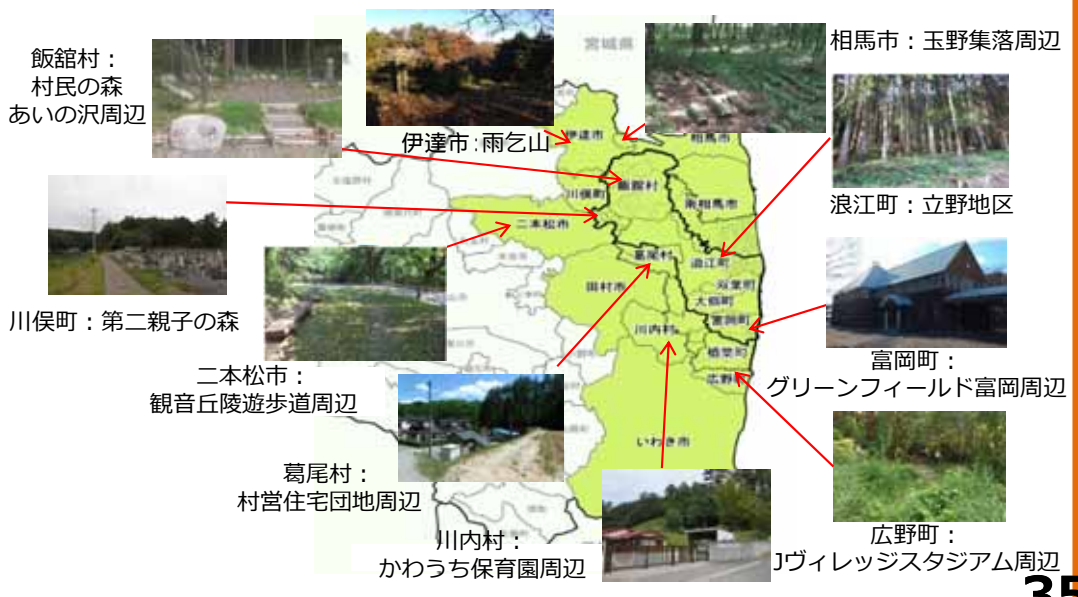 飯舘村：
村民の森
あいの沢周辺
伊達市：雨乞山
相馬市：玉野集落周辺
浪江町：立野地区
川俣町：第二親子の森
二本松市：
観音丘陵遊歩道周辺
富岡町：
グリーンフィールド富岡周辺
葛尾村：
村営住宅団地周辺
川内村：
かわうち保育園周辺
広野町：
Jヴィレッジスタジアム周辺
宮城県
伊達市
相馬市
川俣町
飯舘村
南相馬市
二本松市
葛尾村
浪江町
双葉町
田村市
大熊町
川内村
富岡町
楢葉町
広野
いわき市
35